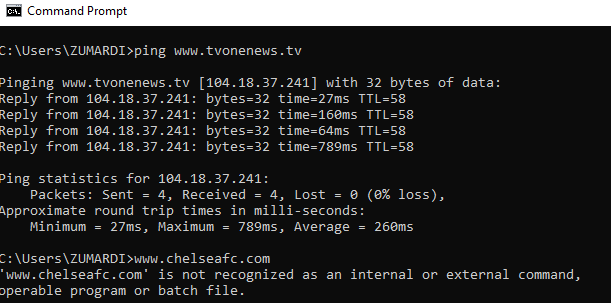 Command Prompt
C:\Users\ZUMARDI>ping www.tvonenews.tv
Pinging www.tvonenews.tv [104.18.37.241] with 32 bytes of data:
Reply from 104.18.37.241: bytes=32 time=27ms TTL=58
Reply from 104.18.37.241: bytes=32 time=160ms TTL=58
Reply from 104.18.37.241: bytes=32 time=64ms TTL=58
Reply from 104.18.37.241: bytes=32 time=789ms TTL=58
Ping statistics for 104.18.37.241:
    Packets: Sent = 4, Received = 4, Lost = 0 (0% loss),
Approximate round trip times in milli-seconds:
    Minimum = 27ms, Maximum = 789ms, Average = 260ms
C:\Users\ZUMARDI>www.chelseafc.com
'www.chelseafc.com' is not recognized as an internal or external command,
operable program or batch file.